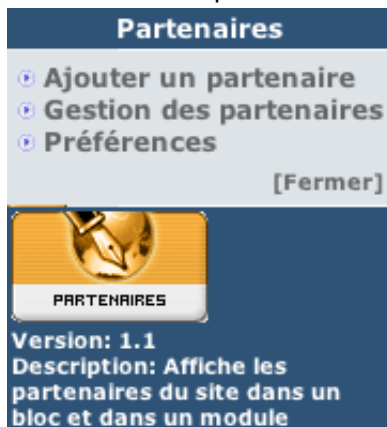 Partenaires
Ajouter un partenaire
Gestion des partenaires
Préférences
[Fermer]
PARTENAIRES
Version: 1.1
Description: Affiche les
partenaires du site dans un
bloc et dans un module